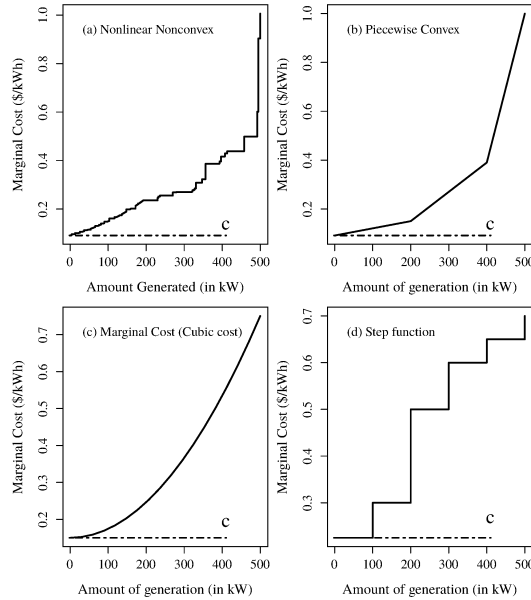 (a) Nonlinear Nonconvex
Marginal Cost ($/kWh)
1.0
0.8
0.6
0.4
0.2
c
0 100 200 300 400 500
Amount Generated (in kW)
(b) Piecewise Convex
Marginal Cost ($/kWh)
1.0
0.8
0.6
0.4
0.2
c
0 100 200 300 400 500
Amount of generation (in kW)
(c) Marginal Cost (Cubic cost)
Marginal Cost ($/kWh)
0.7
0.6
0.5
0.4
0.3
0.2
c
0 100 200 300 400 500
Amount of generation (in kW)
(d) Step function
Marginal Cost ($/kWh)
0.7
0.6
0.5
0.4
0.3
c
0 100 200 300 400 500
Amount of generation (in kW)